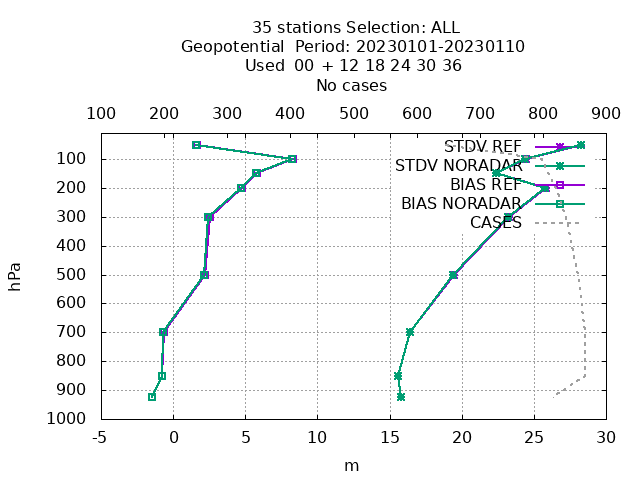 35 stations Selection: ALL
Geopotential  Period: 20230101-20230110
Used  00 + 12 18 24 30 36
No cases
100 200 300 400 500 600 700 800 900
STDV REF
STDV NORADAR
BIAS REF
BIAS NORADAR
CASES
100
200
300
400
500
600
700
800
900
1000
hPa
-5 0 5 10 15 20 25 30
m